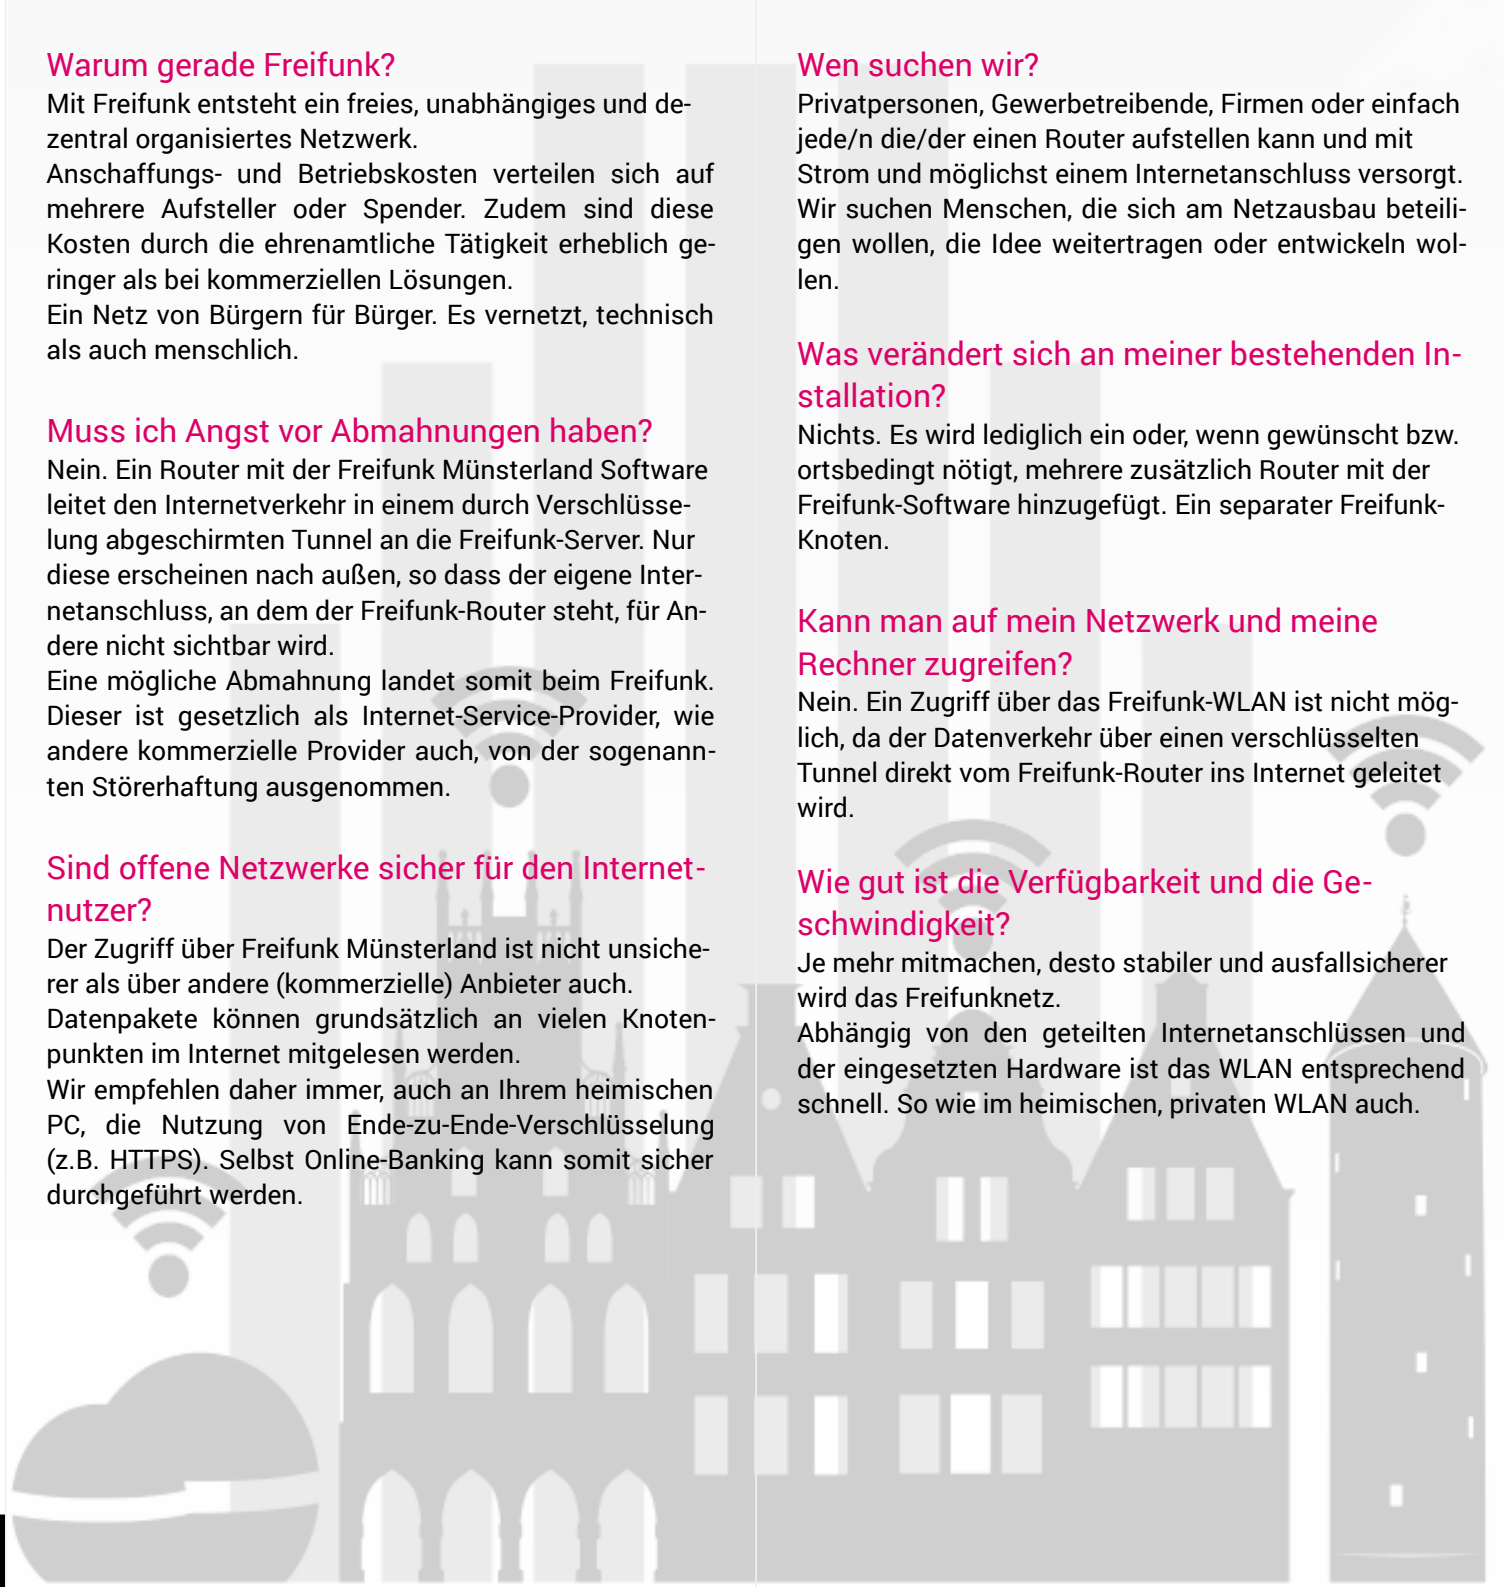 Warum gerade Freifunk?
Mit Freifunk entsteht ein freies, unabhängiges und de-
zentral organisiertes Netzwerk.
Anschaffungs- und Betriebskosten verteilen sich auf
mehrere Aufsteller oder Spender. Zudem sind diese
Kosten durch die ehrenamtliche Tätigkeit erheblich ge-
ringer als bei kommerziellen Lösungen.
Ein Netz von Bürgern für Bürger. Es vernetzt, technisch
als auch menschlich.
Muss ich Angst vor Abmahnungen haben?
Nein. Ein Router mit der Freifunk Münsterland Software
leitet den Internetverkehr in einem durch Verschlüsse-
lung abgeschirmten Tunnel an die Freifunk-Server. Nur
diese erscheinen nach außen, so dass der eigene Inter-
netanschluss, an dem der Freifunk-Router steht, für An-
dere nicht sichtbar wird.
Eine mögliche Abmahnung landet somit beim Freifunk.
Dieser ist gesetzlich als Internet-Service-Provider, wie
andere kommerzielle Provider auch, von der sogenann-
ten Störerhaftung ausgenommen.
Sind offene Netzwerke sicher für den Internet-
nutzer?
Der Zugriff über Freifunk Münsterland ist nicht unsiche-
rer als über andere (kommerzielle) Anbieter auch.
Datenpakete können grundsätzlich an vielen Knoten-
punkten im Internet mitgelesen werden.
Wir empfehlen daher immer, auch an Ihrem heimischen
PC, die Nutzung von Ende-zu-Ende-Verschlüsselung
(z.B. HTTPS). Selbst Online-Banking kann somit sicher
durchgeführt werden.
Wen suchen wir?
Privatpersonen, Gewerbetreibende, Firmen oder einfach
jede/n die/der einen Router aufstellen kann und mit
Strom und möglichst einem Internetanschluss versorgt.
Wir suchen Menschen, die sich am Netzausbau beteili-
gen wollen, die Idee weitertragen oder entwickeln wol-
len.
Was verändert sich an meiner bestehenden In-
stallation?
Nichts. Es wird lediglich ein oder, wenn gewünscht bzw.
ortsbedingt nötigt, mehrere zusätzlich Router mit der
Freifunk-Software hinzugefügt. Ein separater Freifunk-
Knoten.
Kann man auf mein Netzwerk und meine
Rechner zugreifen?
Nein. Ein Zugriff über das Freifunk-WLAN ist nicht mög-
lich, da der Datenverkehr über einen verschlüsselten
Tunnel direkt vom Freifunk-Router ins Internet geleitet
wird.
Wie gut ist die Verfügbarkeit und die Ge-
schwindigkeit?
Je mehr mitmachen, desto stabiler und ausfallsicherer
wird das Freifunknetz.
Abhängig von den geteilten Internetanschlüssen und
der eingesetzten Hardware ist das WLAN entsprechend
schnell. So wie im heimischen, privaten WLAN auch.